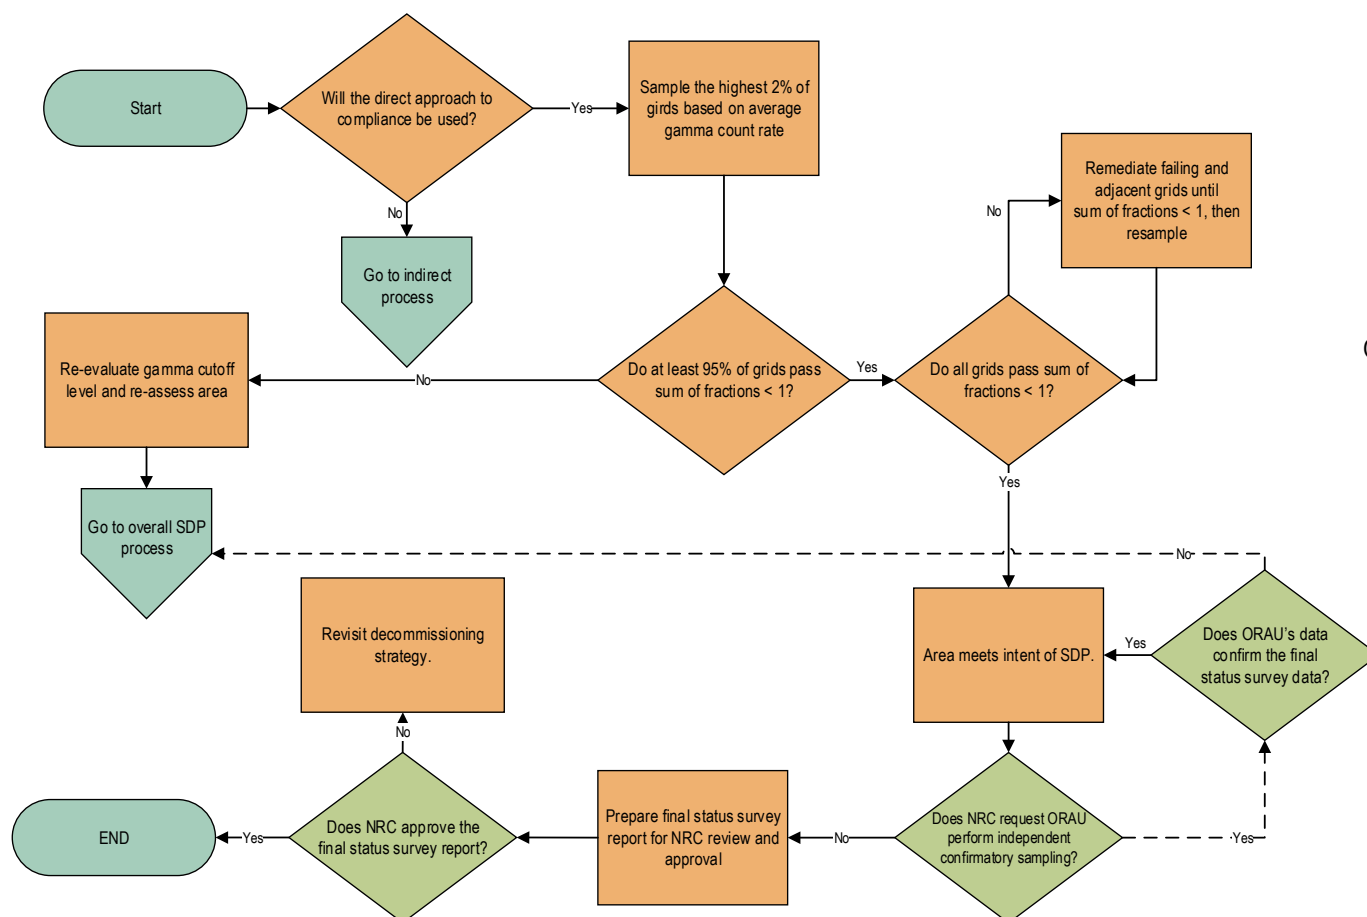 Start
Will the direct approach to
compliance be used?
Yes
Sample the highest 2% of
girds based on average
gamma count rate
No
Go to indirect
process
Remediate failing and
adjacent grids until
sum of fractions < 1, then
resample
No
Re-evaluate gamma cutoff
level and re-assess area
No
Do at least 95% of grids pass
sum of fractions < 1?
Yes
Do all grids pass sum of
fractions < 1?
Yes
Go to overall SDP
process
No
Revisit decommissioning
strategy.
Area meets intent of SDP.
Yes
Does ORAU's data
confirm the final
status survey data?
No
END
Yes
Does NRC approve the
final status survey report?
Prepare final status survey
report for NRC review and
approval
No
Does NRC request ORAU
perform independent
confirmatory sampling?
Yes